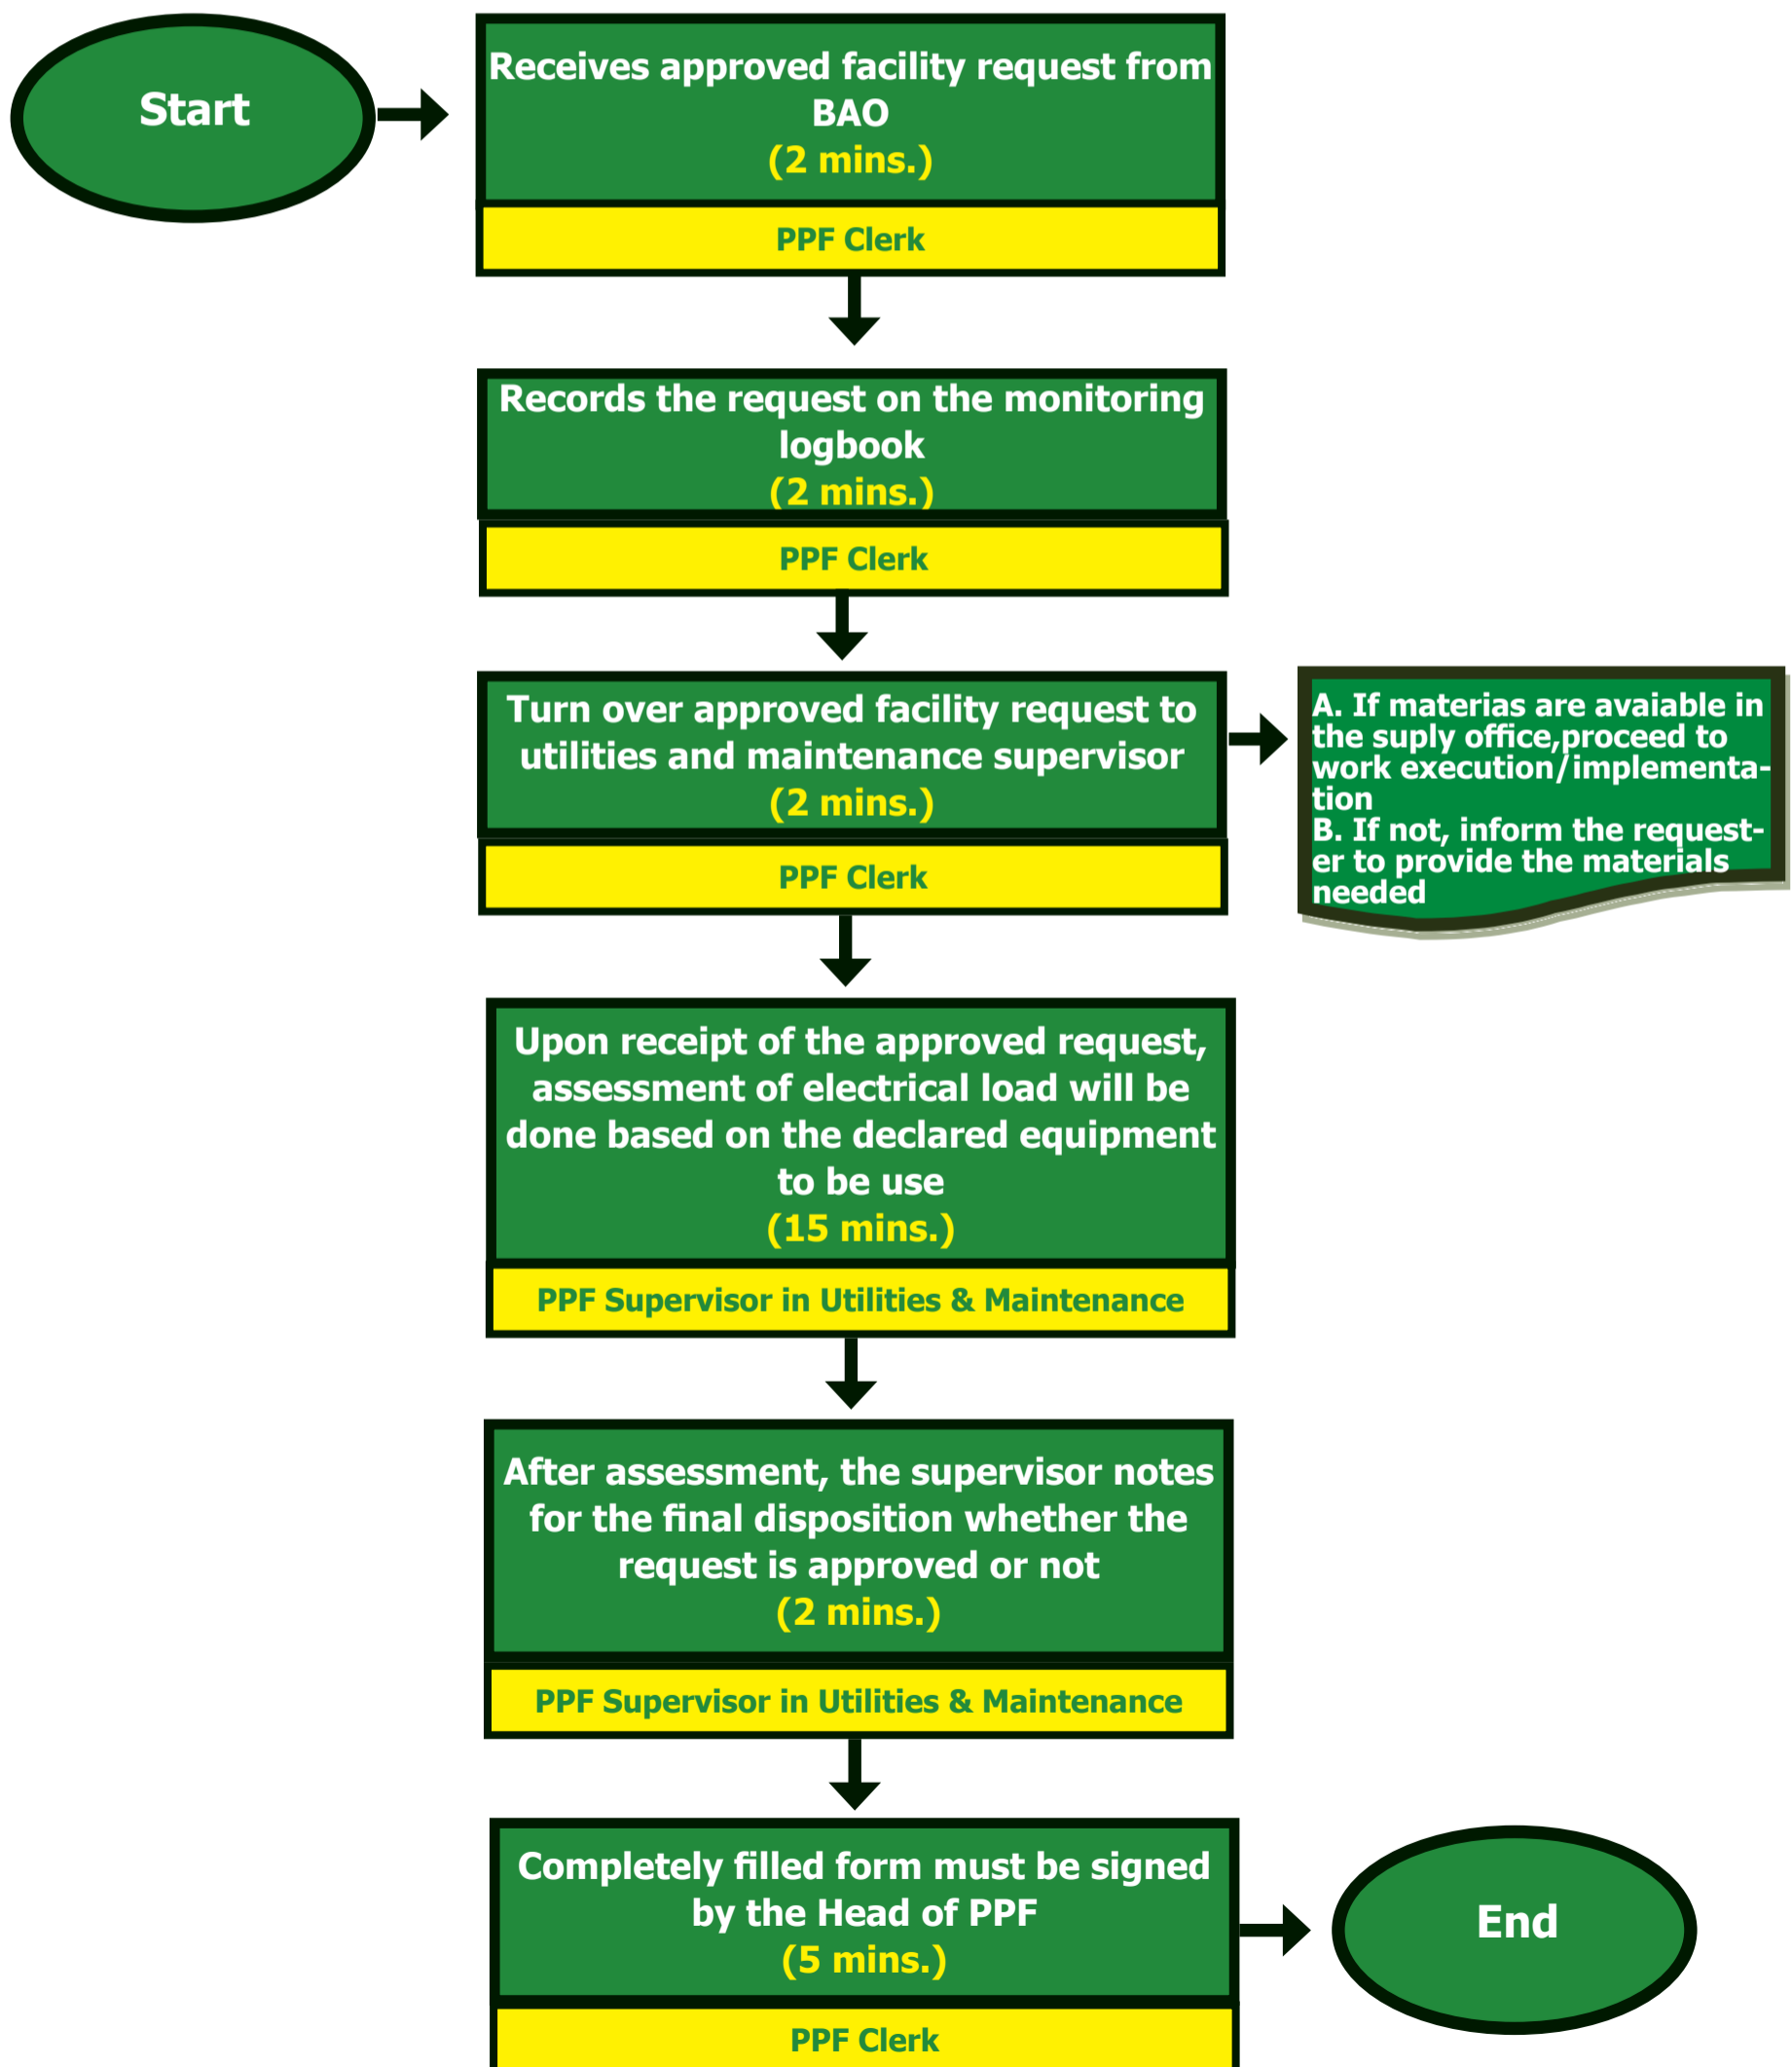 Start
Receives approved facility request from
BAO
(2 mins.)
PPF Clerk
Records the request on the monitoring
logbook
(2 mins.)
PPF Clerk
Turn over approved facility request to
utilities and maintenance supervisor
(2 mins.)
PPF Clerk
A. If materias are avaiable in
the suply office,proceed to
work execution/implementa-
tion
B. If not, inform the request-
er to provide the materials
needed
Upon receipt of the approved request,
assessment of electrical load will be
done based on the declared equipment
to be use
(15 mins.)
PPF Supervisor in Utilities & Maintenance
After assessment, the supervisor notes
for the final disposition whether the
request is approved or not
(2 mins.)
PPF Supervisor in Utilities & Maintenance
Completely filled form must be signed
by the Head of PPF
(5 mins.)
PPF Clerk
End